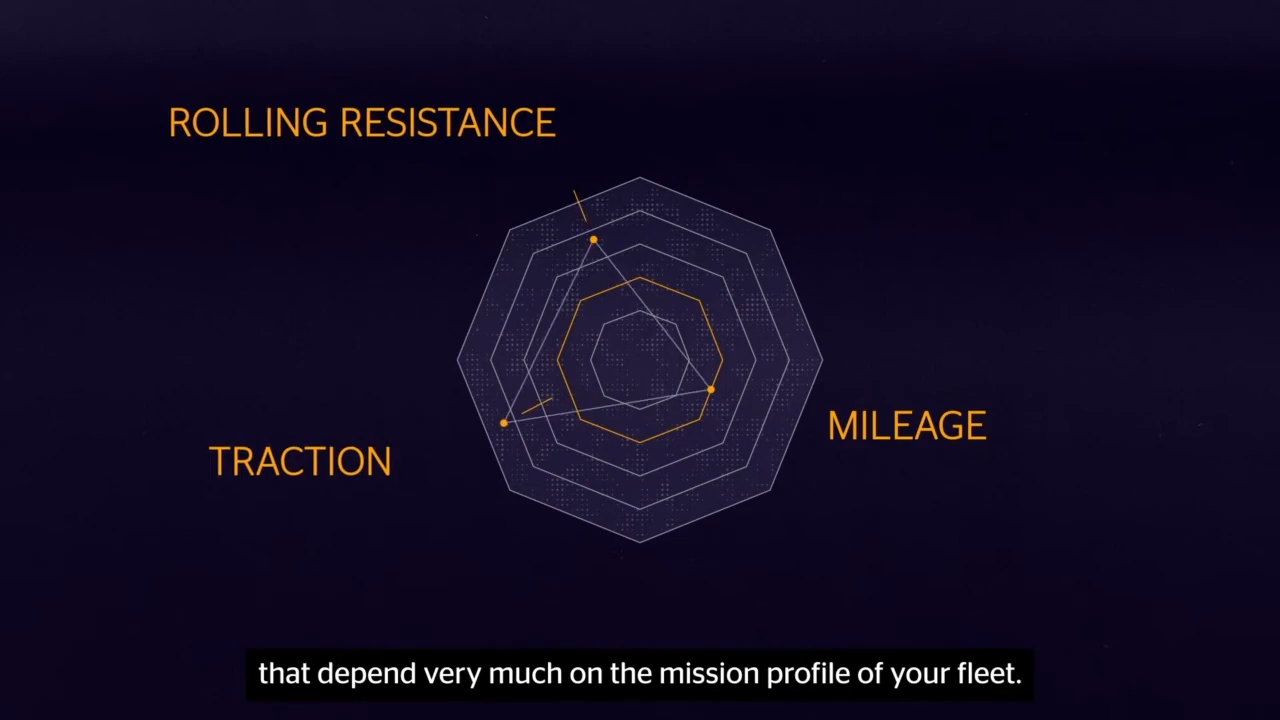 ROLLING RESISTANCE
MILEAGE
TRACTION
that depend very much on the mission profile of your fleet.